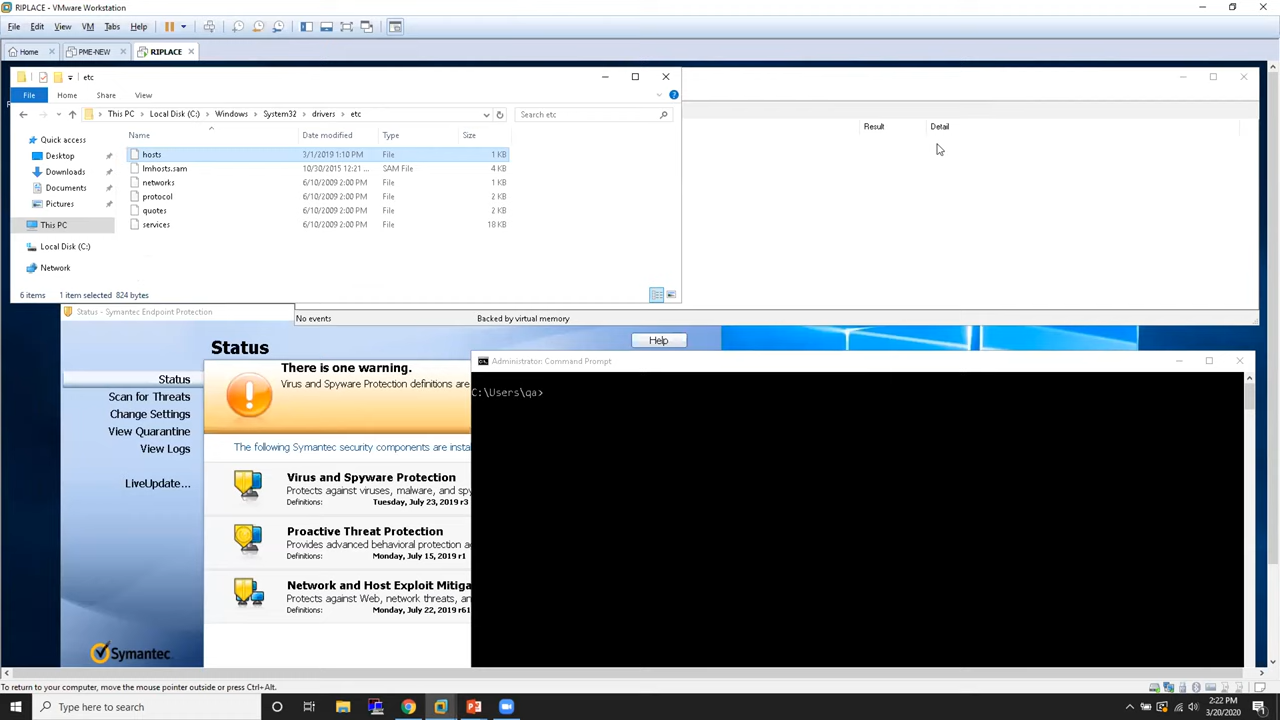 RIPLACE - VMware Workstation
File Edit View VM Tabs Help
Home PME-NEW RIPLACE
etc
File Home Share View
This PC Local Disk (C:) Windows System32 drivers etc Search etc
Name Date modified Type Size
Quick access
Desktop
Downloads
Documents
Pictures
This PC
Local Disk (C:)
Network
hosts 3/1/2019 1:10 PM File 1 KB
lmhosts.sam 10/30/2015 12:21 ... SAM File 4 KB
networks 6/10/2009 2:00 PM File 1 KB
protocol 6/10/2009 2:00 PM File 2 KB
quotes 6/10/2009 2:00 PM File 2 KB
services 6/10/2009 2:00 PM File 18 KB
6 items 1 item selected 824 bytes
Result Detail
No events Backed by virtual memory
Status - Symantec Endpoint Protection
Status
Help
Status
Scan for Threats
Change Settings
View Quarantine
View Logs
LiveUpdate...
There is one warning.
Virus and Spyware Protection definitions are
The following Symantec security components are instal
Virus and Spyware Protection
Protects against viruses, malware, and spy
Definitions: Tuesday, July 23, 2019 r3
Proactive Threat Protection
Provides advanced behavioral protection a
Definitions: Monday, July 15, 2019 r1
Network and Host Exploit Mitiga
Protects against Web, network threats, an
Definitions: Monday, July 22, 2019 r61
Symantec
Administrator: Command Prompt
C:\Users\qa>
To return to your computer, move the mouse pointer outside or press Ctrl+Alt.
Type here to search
2:22 PM
3/20/2020